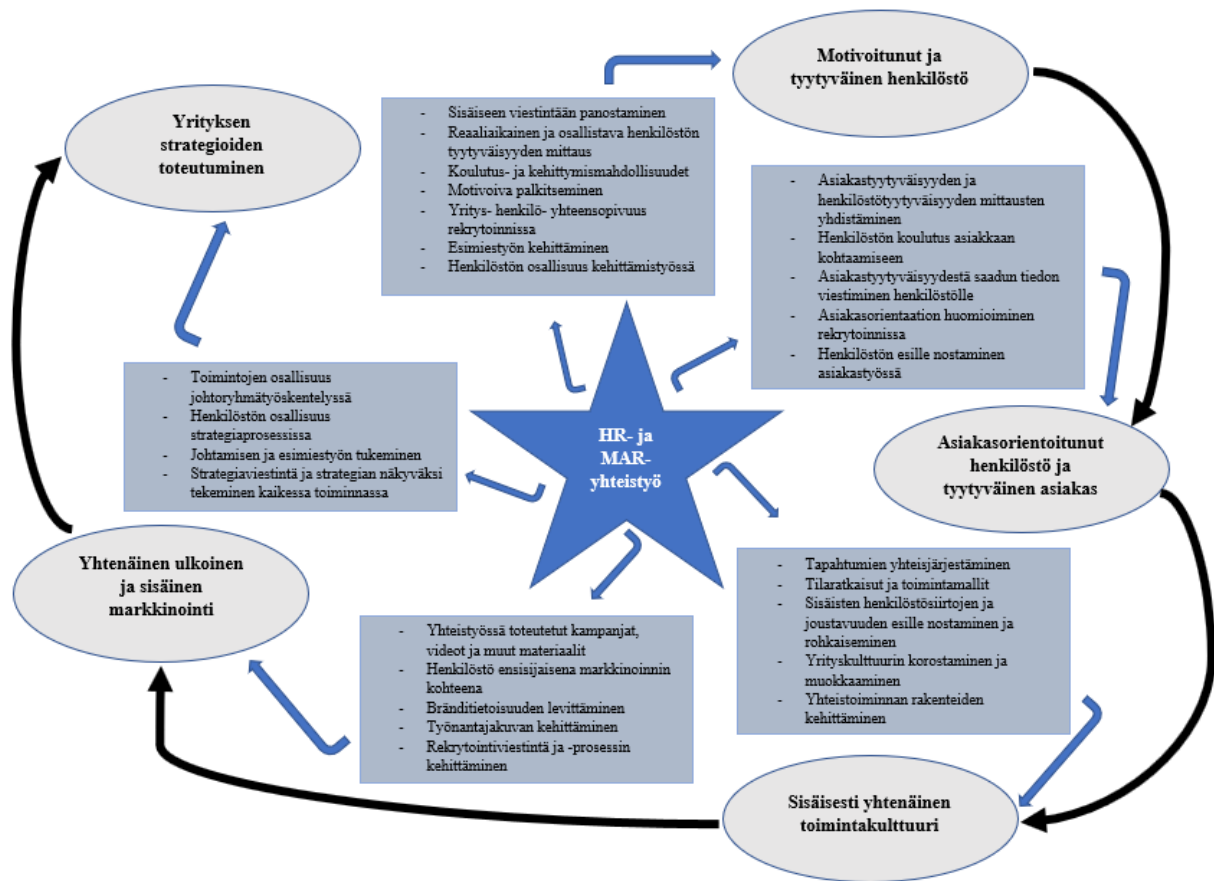 Motivoitunut ja
tyytyväinen henkilöstö
Yrityksen
strategioiden
toteutuminen
- Sisäiseen viestintään panostaminen
- Reaaliaikainen ja osallistava henkilöstön
tyytyväisyyden mittaus
- Koulutus- ja kehittymismahdollisuudet
- Motivoiva palkitseminen
- Yritys- henkilö- yhteensopivuus
rekrytoinnissa
- Esimiestyön kehittäminen
- Henkilöstön osallisuus kehittämistyössä
- Asiakastyytyväisyyden ja
henkilöstötyytyväisyyden mittausten
yhdistäminen
- Henkilöstön koulutus asiakkaan
kohtaamiseen
- Asiakastyytyväisyydestä saadun tiedon
viestiminen henkilöstölle
- Asiakasorientaation huomioiminen
rekrytoinnissa
- Henkilöstön esille nostaminen
asiakastyössä
- Toimintojen osallisuus
johtoryhmätyöskentelyssä
- Henkilöstön osallisuus
strategiaprosessissa
- Johtamisen ja esimiestyön tukeminen
- Strategiaviestintä ja strategian näkyväksi
tekeminen kaikessa toiminnassa
HR- ja
MAR-
yhteistyö
Asiakasorientoitunut
henkilöstö ja
tyytyväinen asiakas
Yhtenäinen ulkoinen
ja sisäinen
markkinointi
- Tapahtumien yhteisjärjestäminen
- Tilaratkaisut ja toimintamallit
- Sisäisten henkilöstösiirtojen ja
joustavuuden esille nostaminen ja
rohkaiseminen
- Yrityskulttuurin korostaminen ja
muokkaaminen
- Yhteistoiminnan rakenteiden
kehittäminen
- Yhteistyössä toteutetut kampanjat,
videot ja muut materiaalit
- Henkilöstö ensisijaisena markkinoinnin
kohteena
- Bränditietoisuuden levittäminen
- Työnantajakuvan kehittäminen
- Rekrytointiviestintä ja -prosessin
kehittäminen
Sisäisesti yhtenäinen
toimintakulttuuri